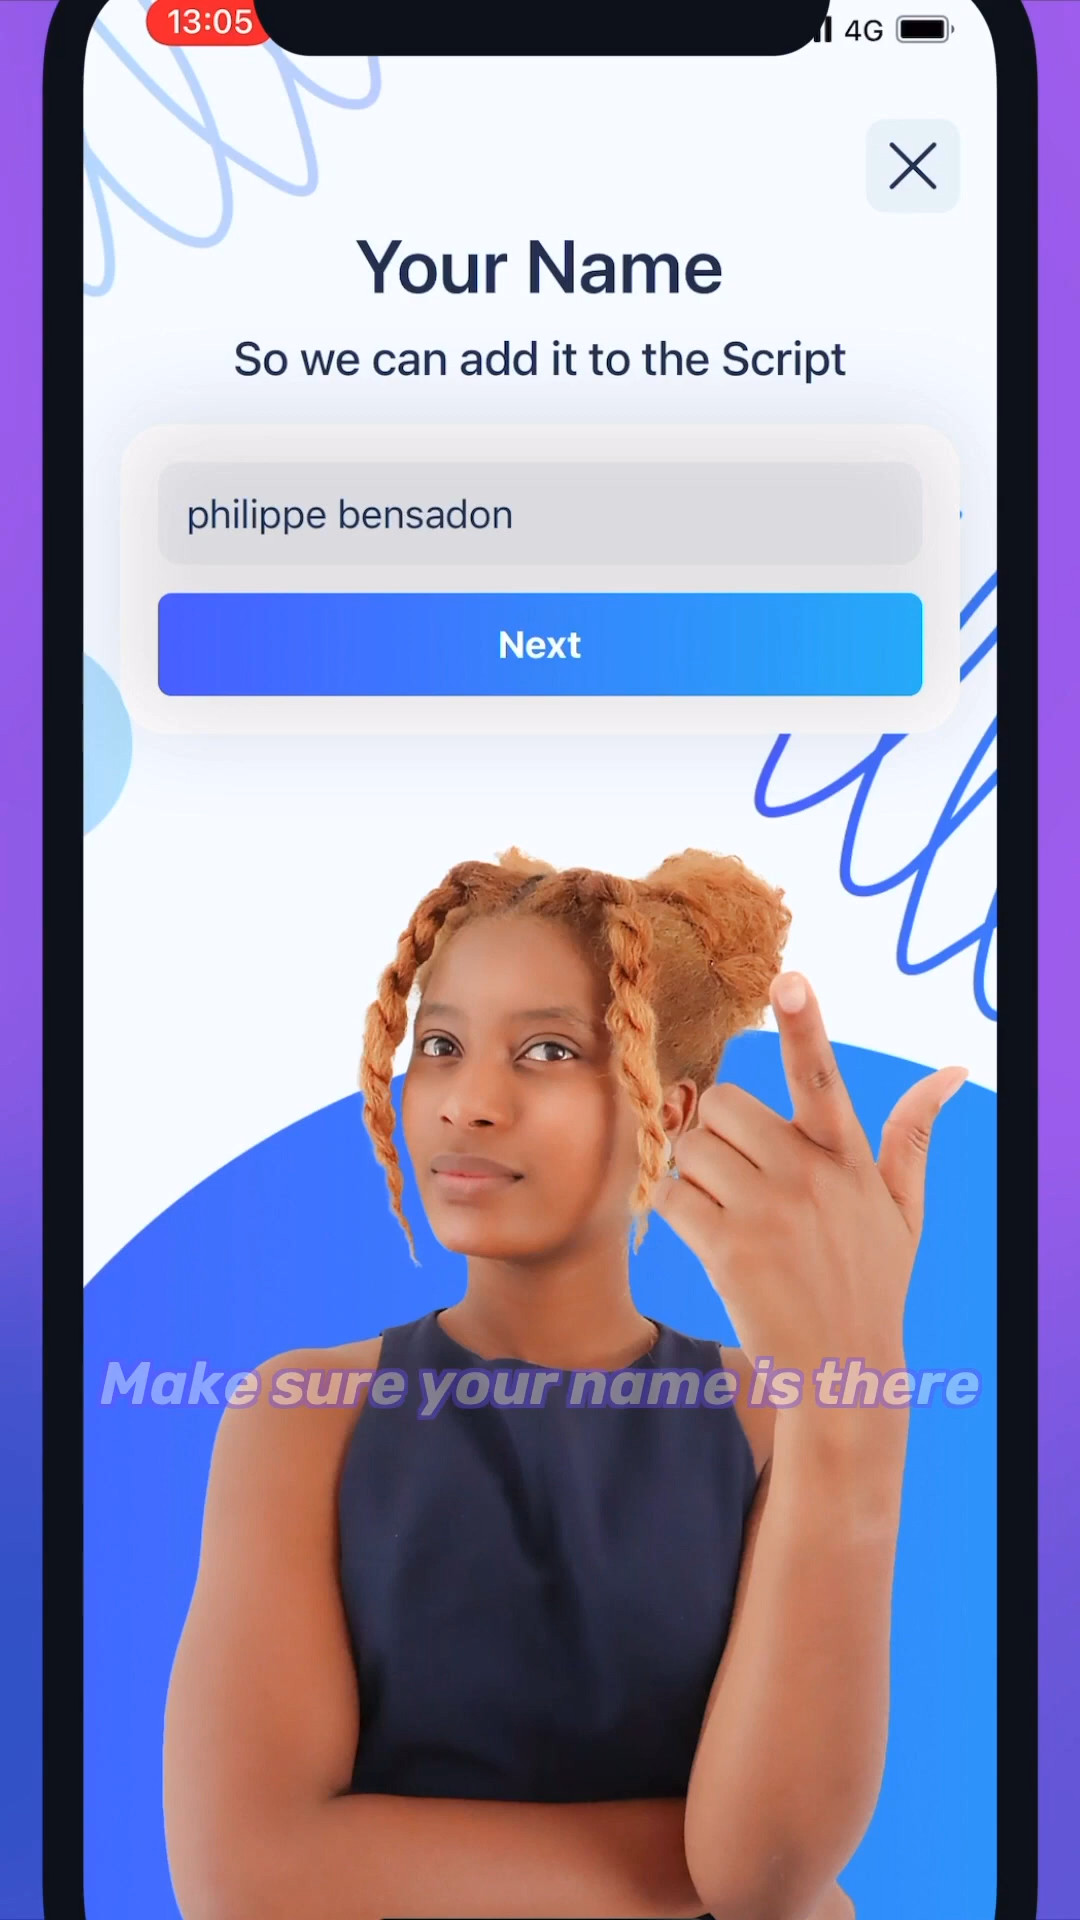 13:05
4G
Your Name
So we can add it to the Script
philippe bensadon
Next
Make sure your name is there